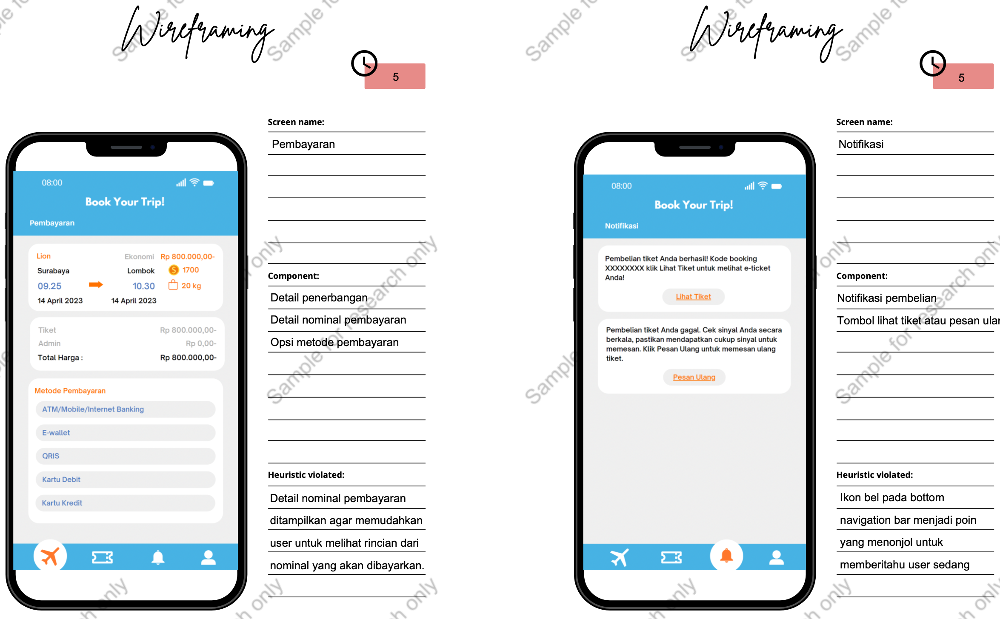 Wireframing
5
Screen name:
Pembayaran
08:00
Book Your Trip!
Pembayaran
Lion Ekonomi Rp 800.000,00-
Surabaya Lombok 1700
09.25 10.30 20 kg
14 April 2023 14 April 2023
Tiket Rp 800.000,00-
Admin Rp 0,00-
Total Harga : Rp 800.000,00-
Metode Pembayaran
ATM/Mobile/Internet Banking
E-wallet
QRIS
Kartu Debit
Kartu Kredit
Component:
Detail penerbangan
Detail nominal pembayaran
Opsi metode pembayaran
Heuristic violated:
Detail nominal pembayaran
ditampilkan agar memudahkan
user untuk melihat rincian dari
nominal yang akan dibayarkan.
Wireframing
5
Screen name:
Notifikasi
08:00
Book Your Trip!
Notifikasi
Pembelian tiket Anda berhasil! Kode booking
XXXXXXXX klik Lihat Tiket untuk melihat e-ticket
Anda!
Lihat Tiket
Pembelian tiket Anda gagal. Cek sinyal Anda secara
berkala, pastikan mendapatkan cukup sinyal untuk
memesan. Klik Pesan Ulang untuk memesan ulang
tiket.
Pesan Ulang
Component:
Notifikasi pembelian
Tombol lihat tiket atau pesan
Heuristic violated:
Ikon bel pada bottom
navigation bar menjadi poin
yang menonjol untuk
memberitahu user sedang
Sample for research only